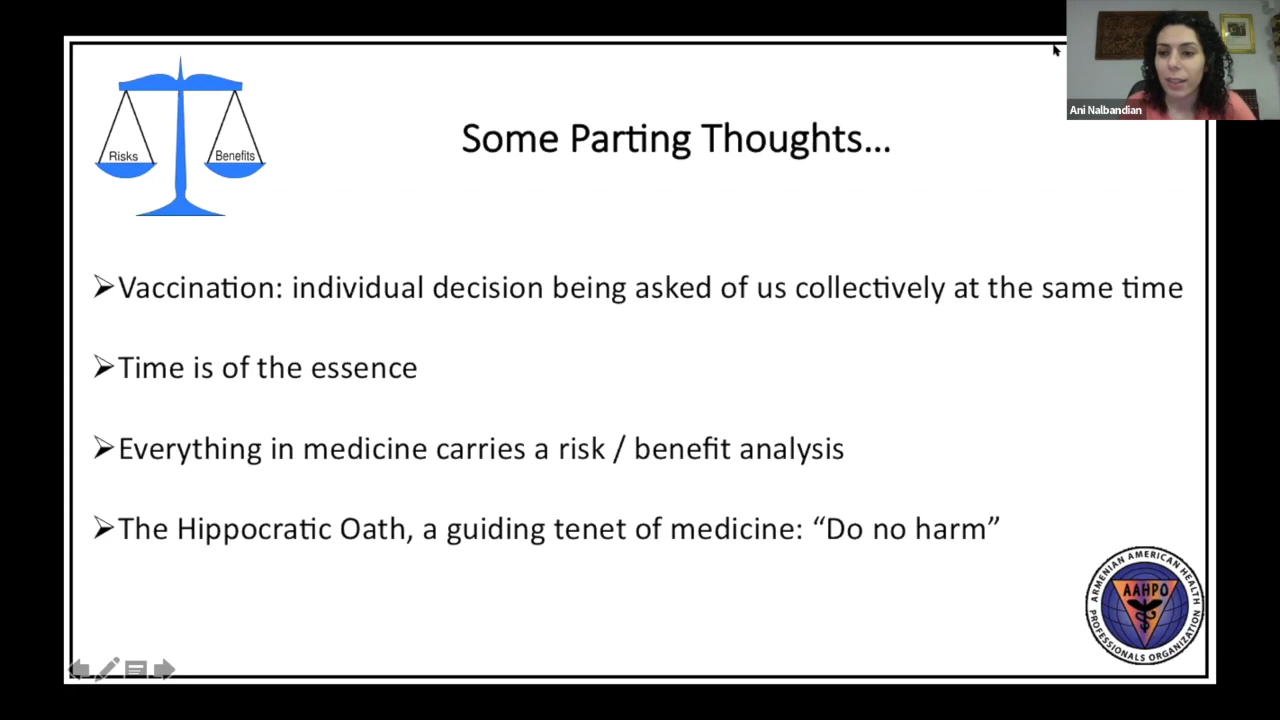 Ani Nalbandian
Risks
Benefits
Some Parting Thoughts...
➢Vaccination: individual decision being asked of us collectively at the same time
➢Time is of the essence
➢Everything in medicine carries a risk / benefit analysis
➢The Hippocratic Oath, a guiding tenet of medicine: “Do no harm”
ARMENIAN AMERICAN HEALTH
AAHPO
PROFESSIONALS ORGANIZATION